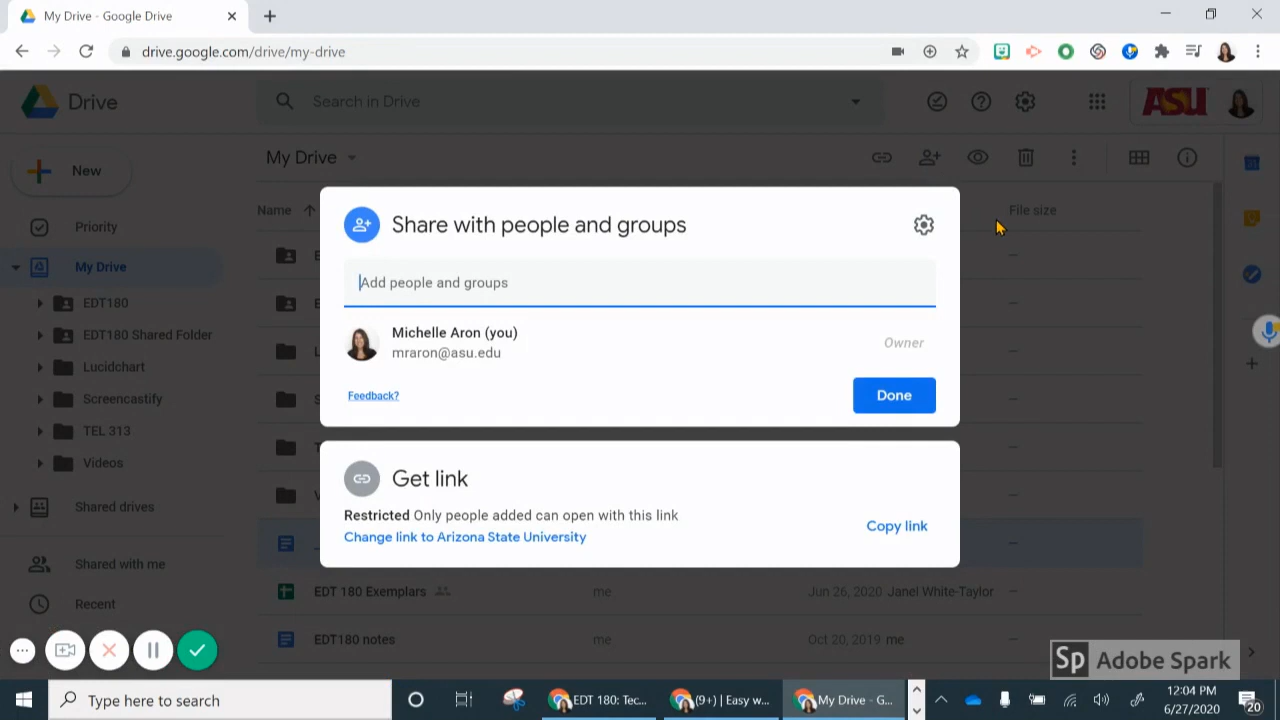 My Drive - Google Drive
drive.google.com/drive/my-drive
Drive
Search in Drive
ASU
New
My Drive
Name
File size
Priority
My Drive
EDT180
EDT180 Shared Folder
Lucidchart
Screencastify
TEL 313
Videos
Shared drives
Shared with me
Recent
Share with people and groups
Add people and groups
Michelle Aron (you)
mraron@asu.edu
Owner
Feedback?
Done
Get link
Restricted Only people added can open with this link
Change link to Arizona State University
Copy link
EDT 180 Exemplars me Jun 26, 2020 Janel White-Taylor
EDT180 notes me Oct 20, 2019 me
Sp Adobe Spark
Type here to search
EDT 180: Tec...
(9+) | Easy w...
My Drive - G...
12:04 PM
6/27/2020
20